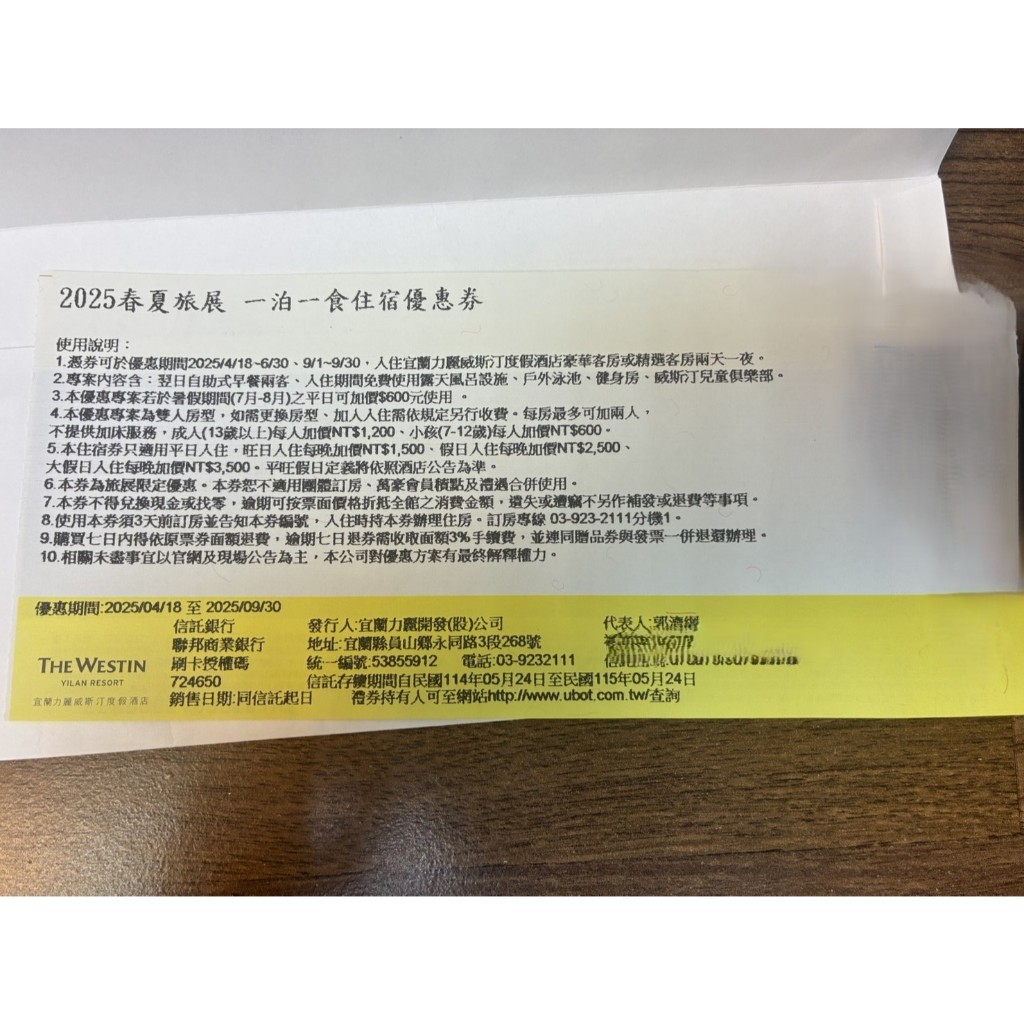 2025春夏旅展 一泊一食住宿優惠券
使用說明：
1.憑券可於優惠期間2025/4/18~6/30、9/1~9/30，入住宜蘭力麗威斯汀度假酒店豪華客房或精選客房兩天一夜。
2.專案內容含：翌日自助式早餐兩客、入住期間免費使用露天風呂設施、戶外泳池、健身房、威斯汀兒童俱樂部。
3.本優惠專案若於暑假期間(7月-8月)之平日可加價$600元使用。
4.本優惠專案為雙人房型，如需更換房型、加人入住需依規定另行收費。每房最多可加兩人，
不提供加床服務，成人(13歲以上)每人加價NT$1,200、小孩(7-12歲)每人加價NT$600。
5.本住宿券只適用平日入住，旺日入住每晚加價NT$1,500、假日入住每晚加價NT$2,500、
大假日入住每晚加價NT$3,500。平旺假日定義將依照酒店公告為準。
6.本券為旅展限定優惠。本券恕不適用團體訂房、萬豪會員積點及禮遇合併使用。
7.本券不得兌換現金或找零，逾期可按票面價格折抵全館之消費金額，遺失或遭竊不另作補發或退費等事項。
8.使用本券須3天前訂房並告知本券編號，入住時持本券辦理住房。訂房專線 03-923-2111分機1。
9.購買七日內得依原票券面額退費，逾期七日退券需收取面額3%手續費，並連同贈品券與發票一併退還辦理。
10.相關未盡事宜以官網及現場公告為主，本公司對優惠方案有最終解釋權力。
優惠期間:2025/04/18 至 2025/09/30
信託銀行 發行人:宜蘭力麗開發(股)公司 代表人:郭濟綱
聯邦商業銀行 地址:宜蘭縣員山鄉永同路3段268號
THE WESTIN 刷卡授權碼 統一編號:53855912 電話:03-9232111
YILAN RESORT 724650 信託存續期間自民國114年05月24日至民國115年05月24日
宜蘭力麗威斯汀度假酒店 銷售日期:同信託起日 禮券持有人可至網站http://www.ubot.com.tw/查詢